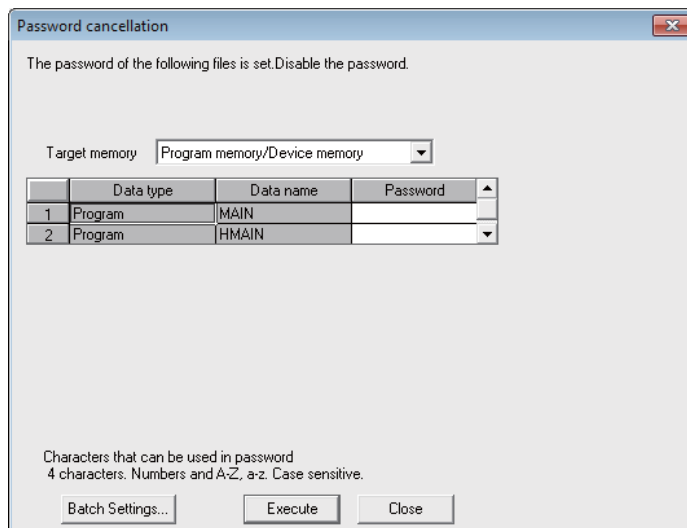 Password cancellation
The password of the following files is set.Disable the password.
Target memory Program memory/Device memory
Data type Data name Password
1 Program MAIN
2 Program HMAIN
Characters that can be used in password
4 characters. Numbers and A-Z, a-z. Case sensitive.
Batch Settings... Execute Close